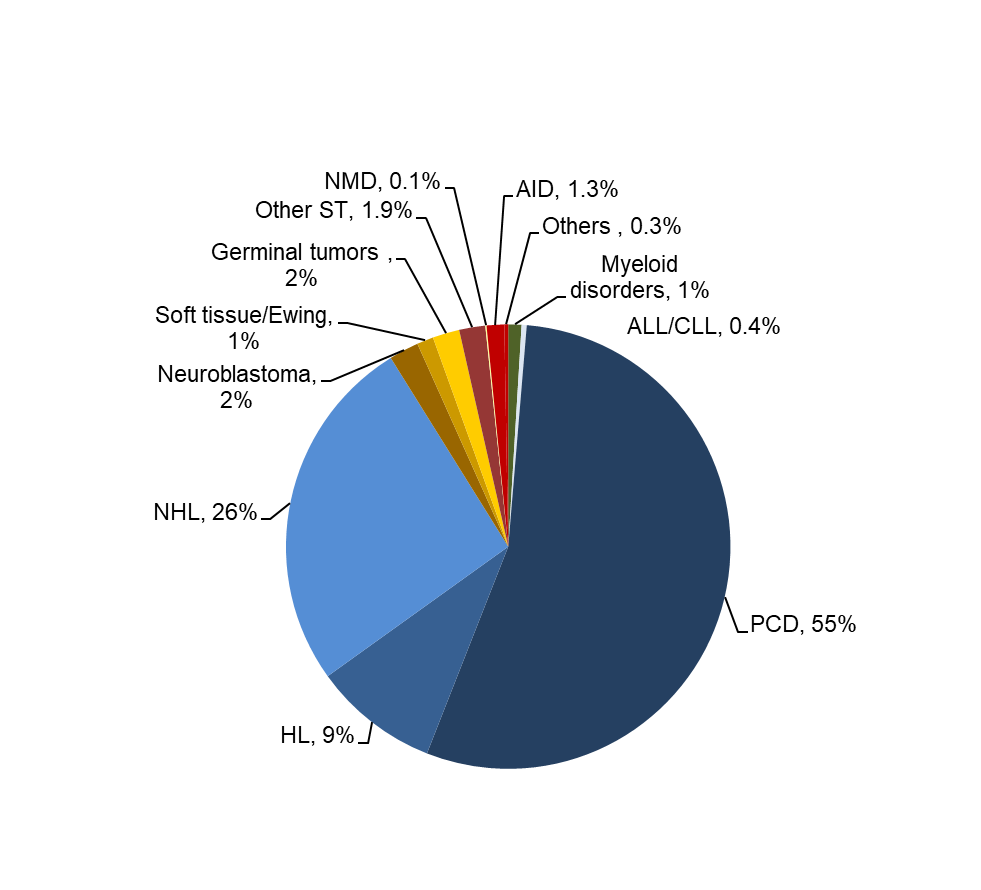 NMD, 0.1%
AID, 1.3%
Other ST, 1.9%
Others , 0.3%
Germinal tumors ,
2%
Myeloid
disorders, 1%
Soft tissue/Ewing,
1%
ALL/CLL, 0.4%
Neuroblastoma,
2%
NHL, 26%
PCD, 55%
HL, 9%